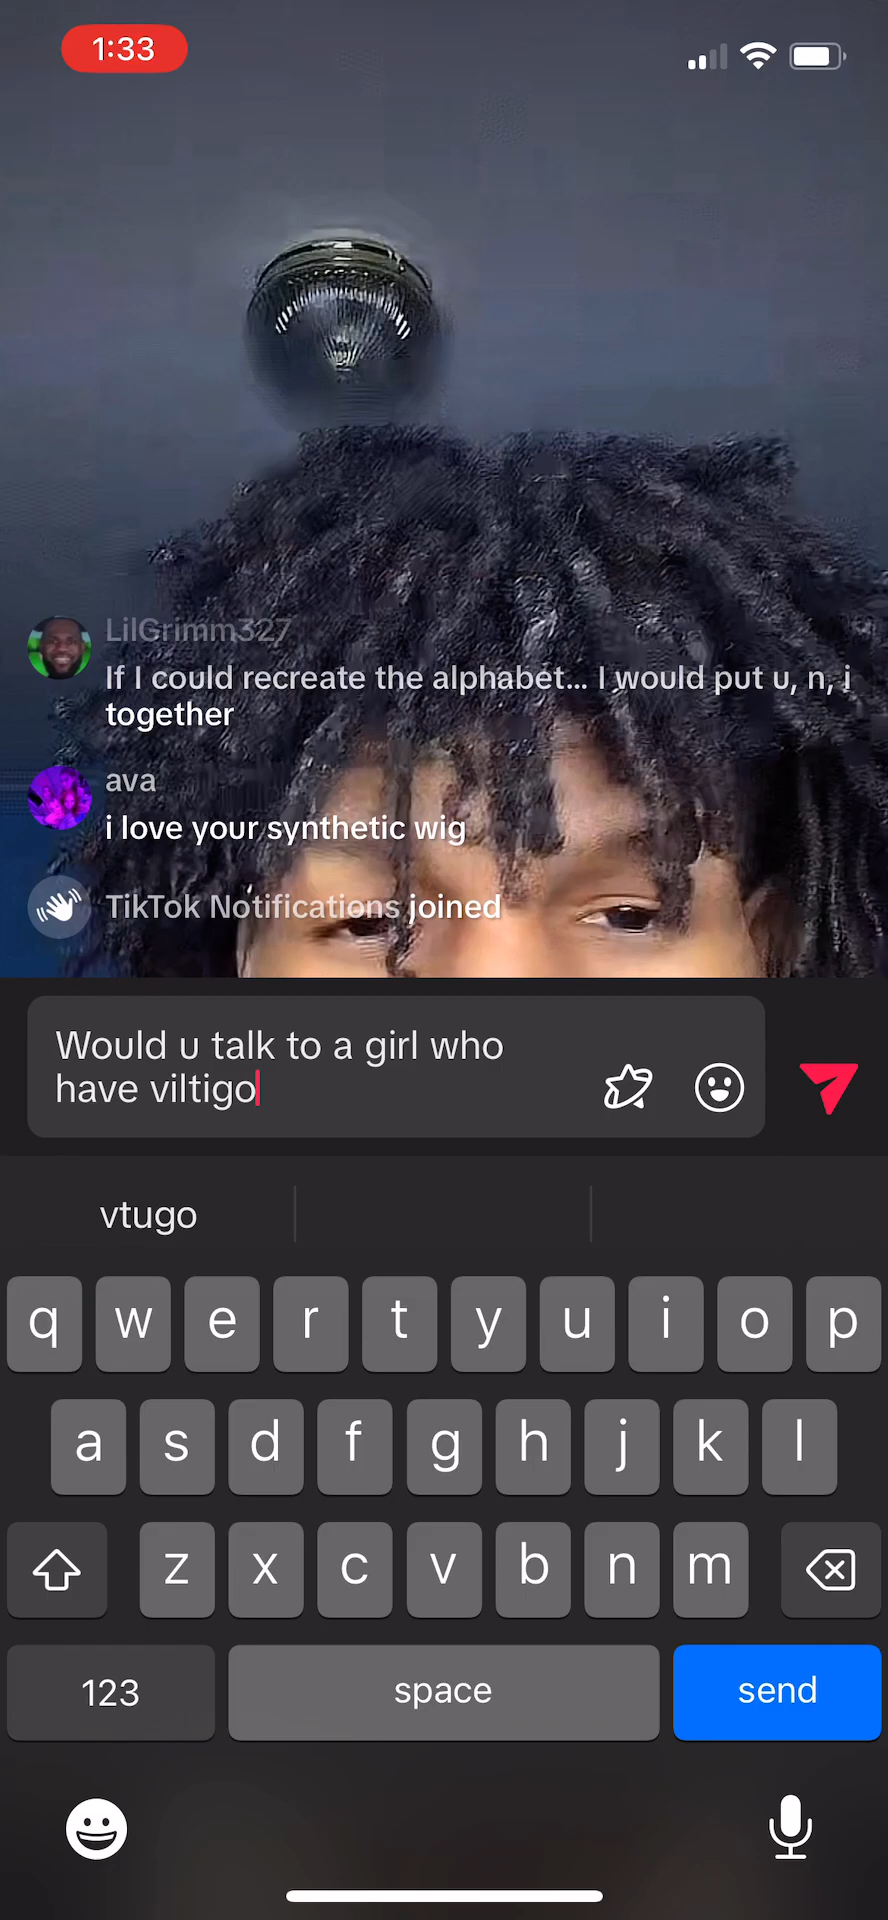 1:33
LilGrimm327
If I could recreate the alphabet... I would put u, n, i
together
ava
i love your synthetic wig
TikTok Notifications joined
Would u talk to a girl who
have viltigo
vtugo
q w e r t y u i o p
a s d f g h j k l
z x c v b n m
123 space send